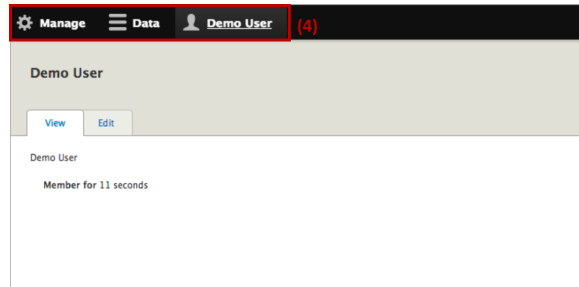 Manage Data Demo User (4)
Demo User
View Edit
Demo User
Member for 11 seconds